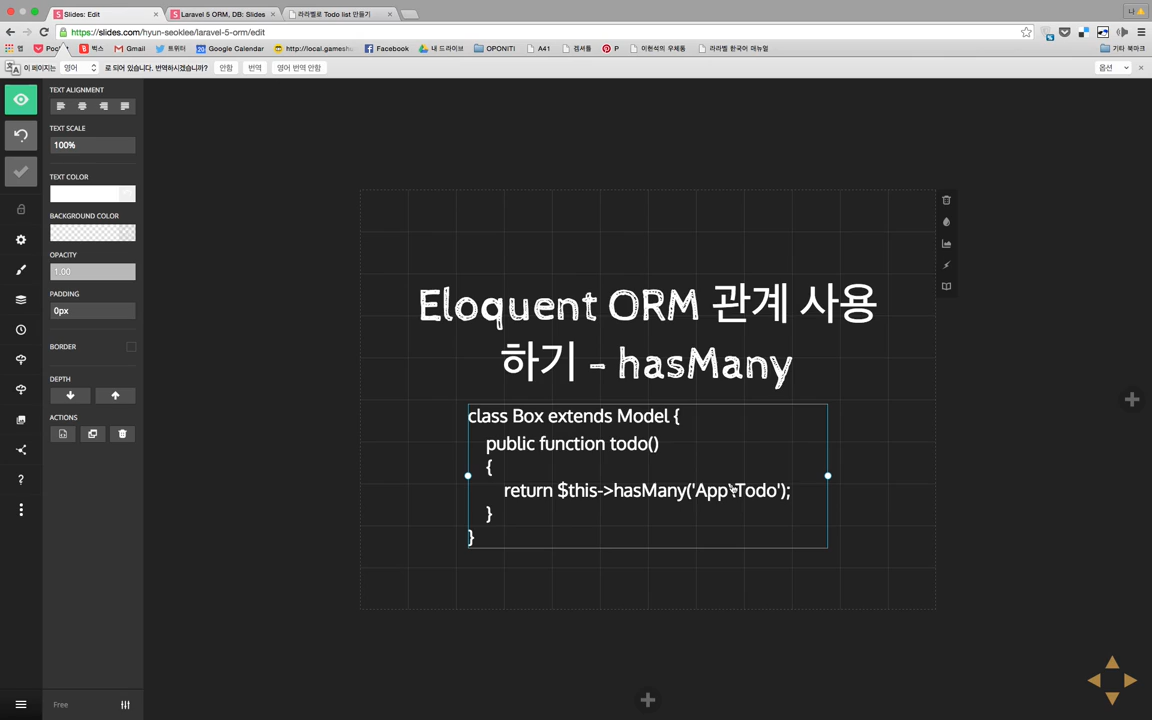 Slides: Edit
Laravel 5 ORM, DB: Slides
라라벨로 Todo list 만들기
나
https://slides.com/hyun-seoklee/laravel-5-orm/edit
앱
벅스
Gmail
트위터
Google Calendar
http://local.gamesh
Facebook
내 드라이브
OPONITI
A41
겜셔틀
P
이현석의 우체통
라라벨 한국어 매뉴얼
기타 북마크
이 페이지는
영어
로 되어 있습니다. 번역하시겠습니까?
안함
번역
영어 번역 안함
옵션
TEXT ALIGNMENT
TEXT SCALE
100%
TEXT COLOR
BACKGROUND COLOR
OPACITY
1.00
PADDING
0px
BORDER
DEPTH
ACTIONS
Free
Eloquent ORM 관계 사용
하기 - hasMany
class Box extends Model {
public function todo()
{
return $this->hasMany('App\Todo');
}
}